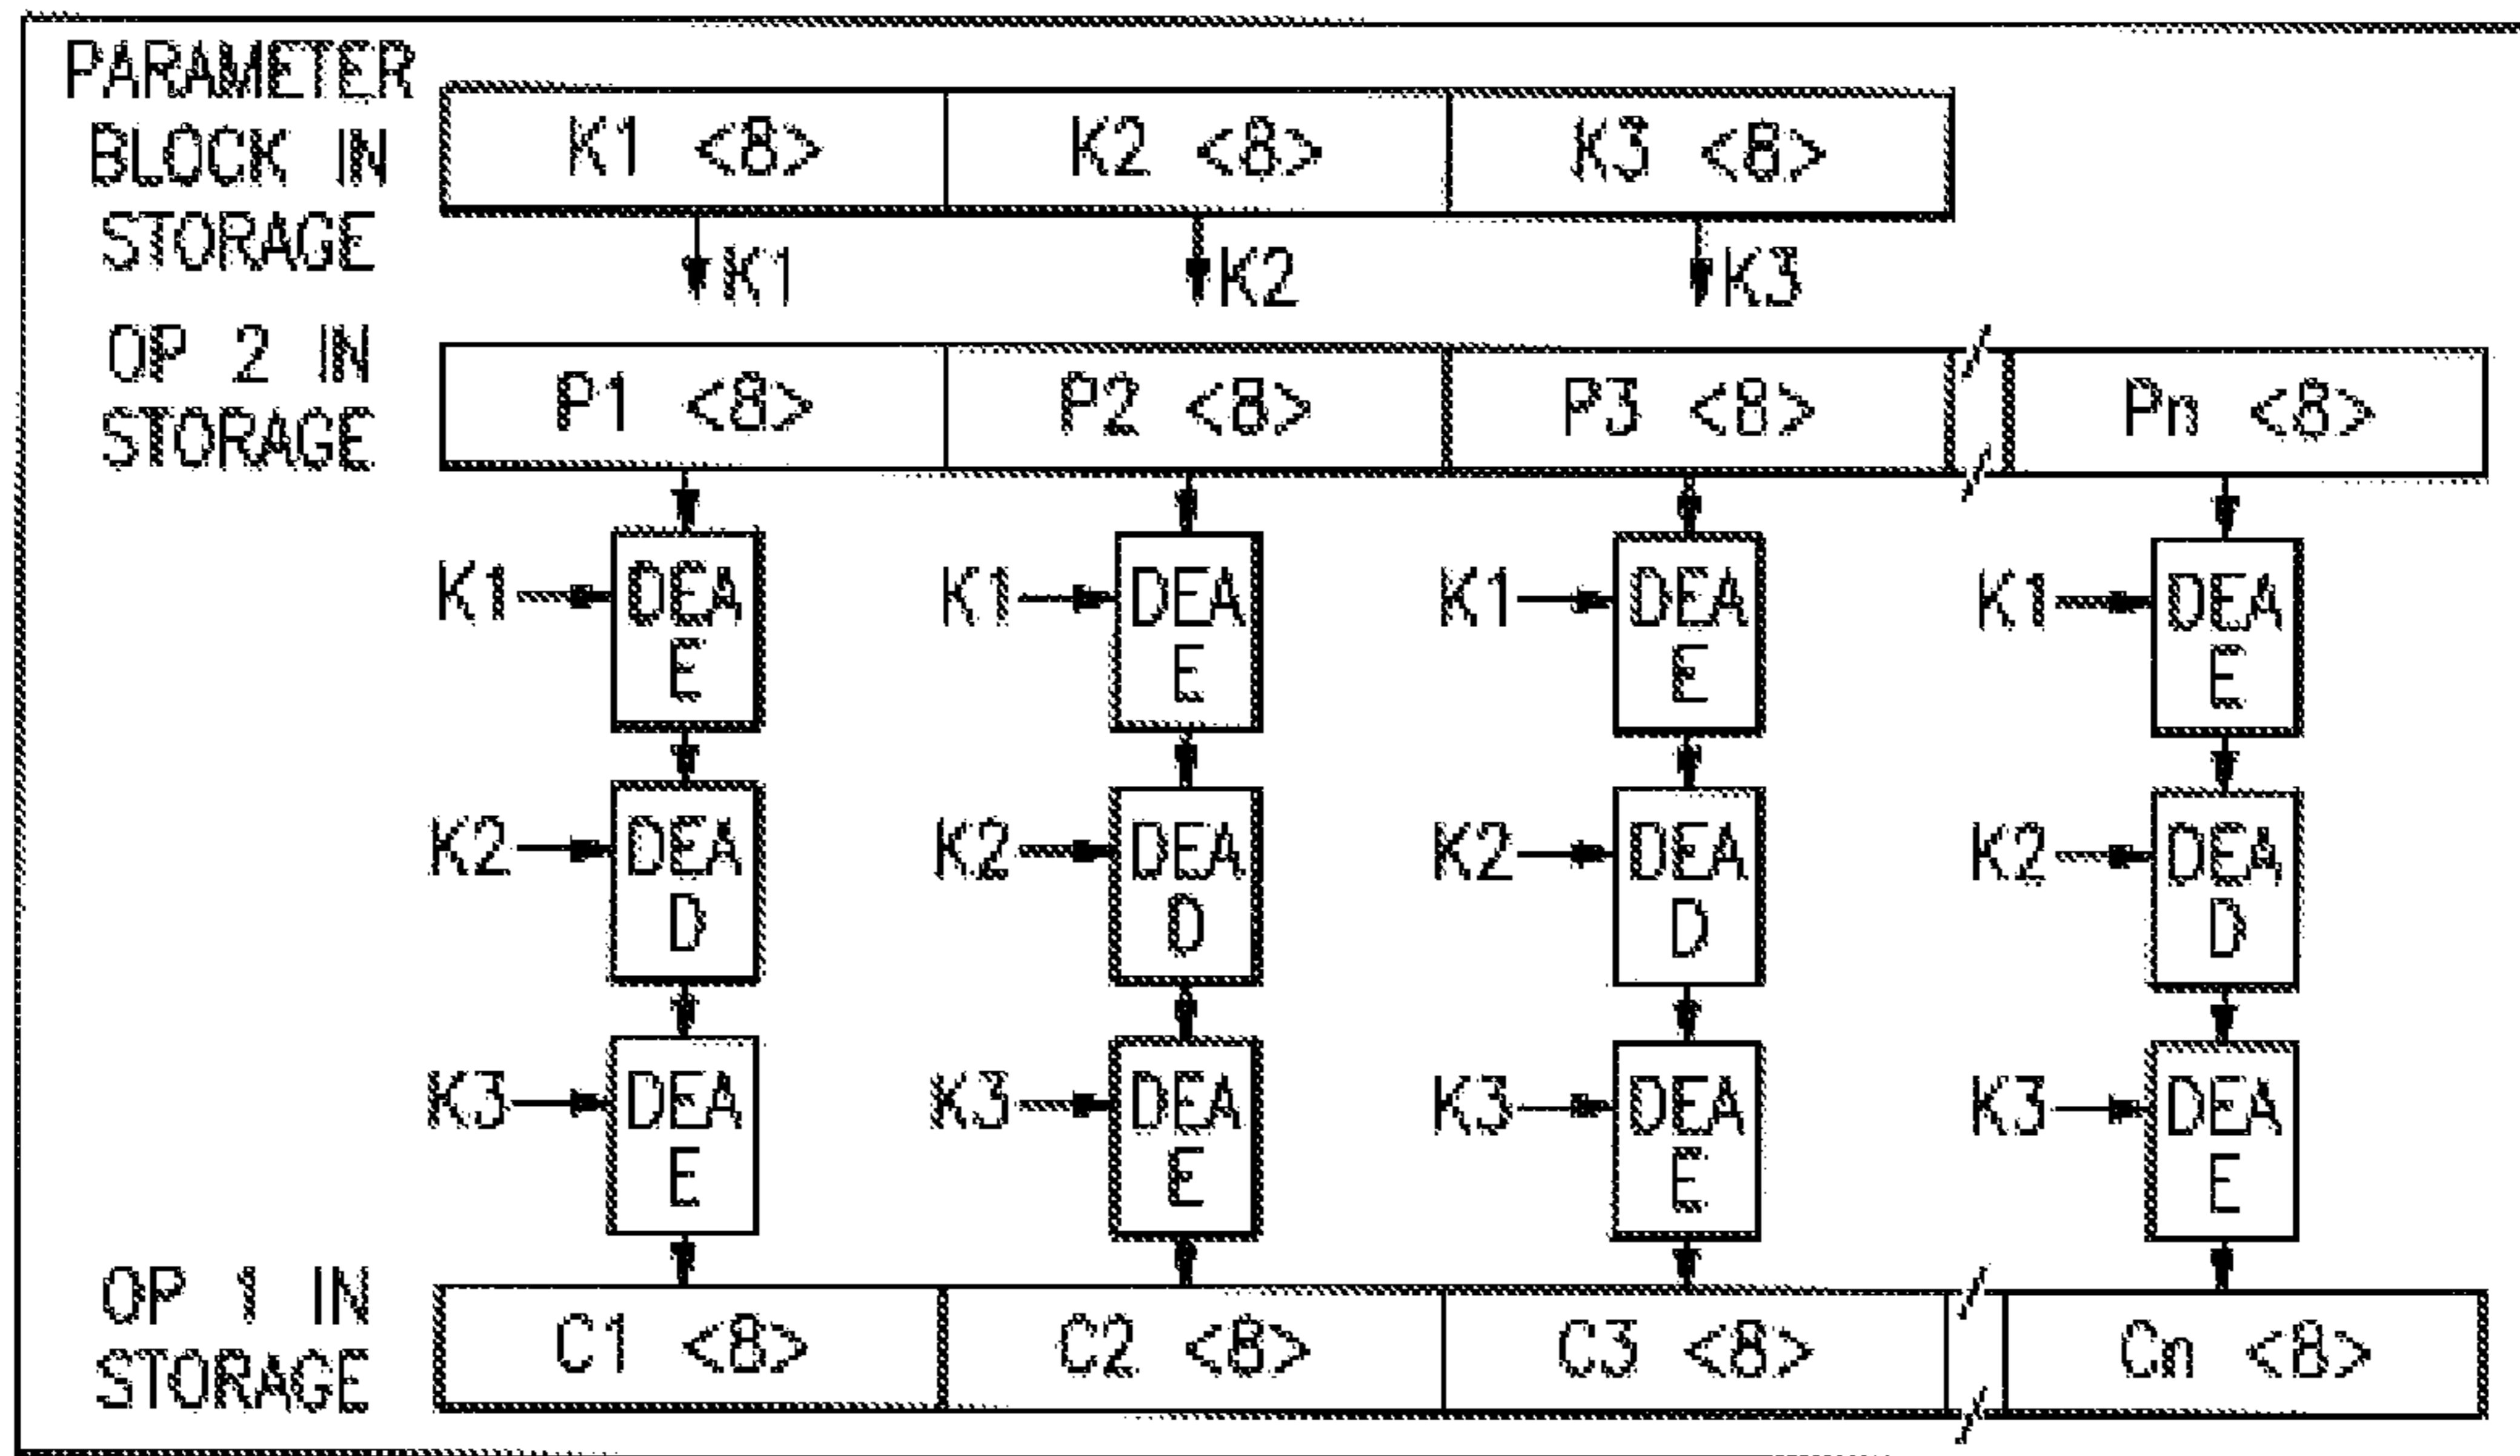 PARAMETER
BLOCK IN
STORAGE
K1 <8> K2 <8> K3 <8>
K1 K2 K3
OP 2 IN
STORAGE
P1 <8> P2 <8> P3 <8> Pn <8>
K1 DEA K1 DEA K1 DEA K1 DEA
E E E E
K2 DEA K2 DEA K2 DEA K2 DEA
D D D D
K3 DEA K3 DEA K3 DEA K3 DEA
E E E E
OP 1 IN
STORAGE
C1 <8> C2 <8> C3 <8> Cn <8>